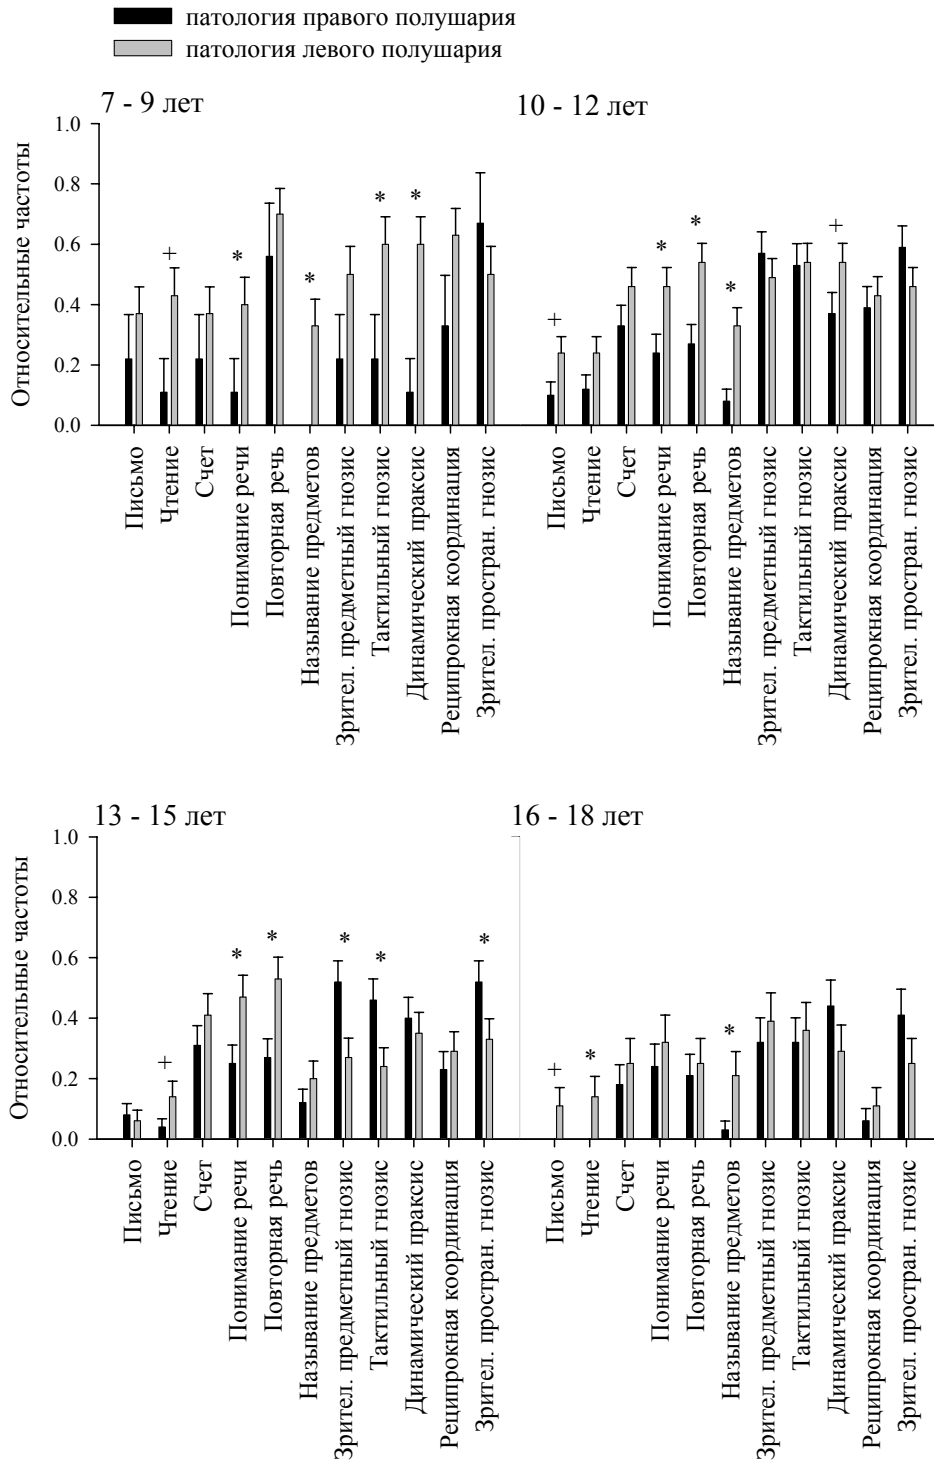 патология правого полушария
патология левого полушария
7 - 9 лет
10 - 12 лет
Относительные частоты
1.0
0.8
0.6
0.4
0.2
0.0
+
*
*
*
*
*
+
*
*
*
+
Письмо
Чтение
Счет
Понимание речи
Повторная речь
Называние предметов
Зрител. предметный гнозис
Тактильный гнозис
Динамический праксис
Реципрокная координация
Зрител. простран. гнозис
Письмо
Чтение
Счет
Понимание речи
Повторная речь
Называние предметов
Зрител. предметный гнозис
Тактильный гнозис
Динамический праксис
Реципрокная координация
Зрител. простран. гнозис
13 - 15 лет
16 - 18 лет
Относительные частоты
1.0
0.8
0.6
0.4
0.2
0.0
+
*
*
*
*
*
+
*
*
Письмо
Чтение
Счет
Понимание речи
Повторная речь
Называние предметов
Зрител. предметный гнозис
Тактильный гнозис
Динамический праксис
Реципрокная координация
Зрител. простран. гнозис
Письмо
Чтение
Счет
Понимание речи
Повторная речь
Называние предметов
Зрител. предметный гнозис
Тактильный гнозис
Динамический праксис
Реципрокная координация
Зрител. простран. гнозис